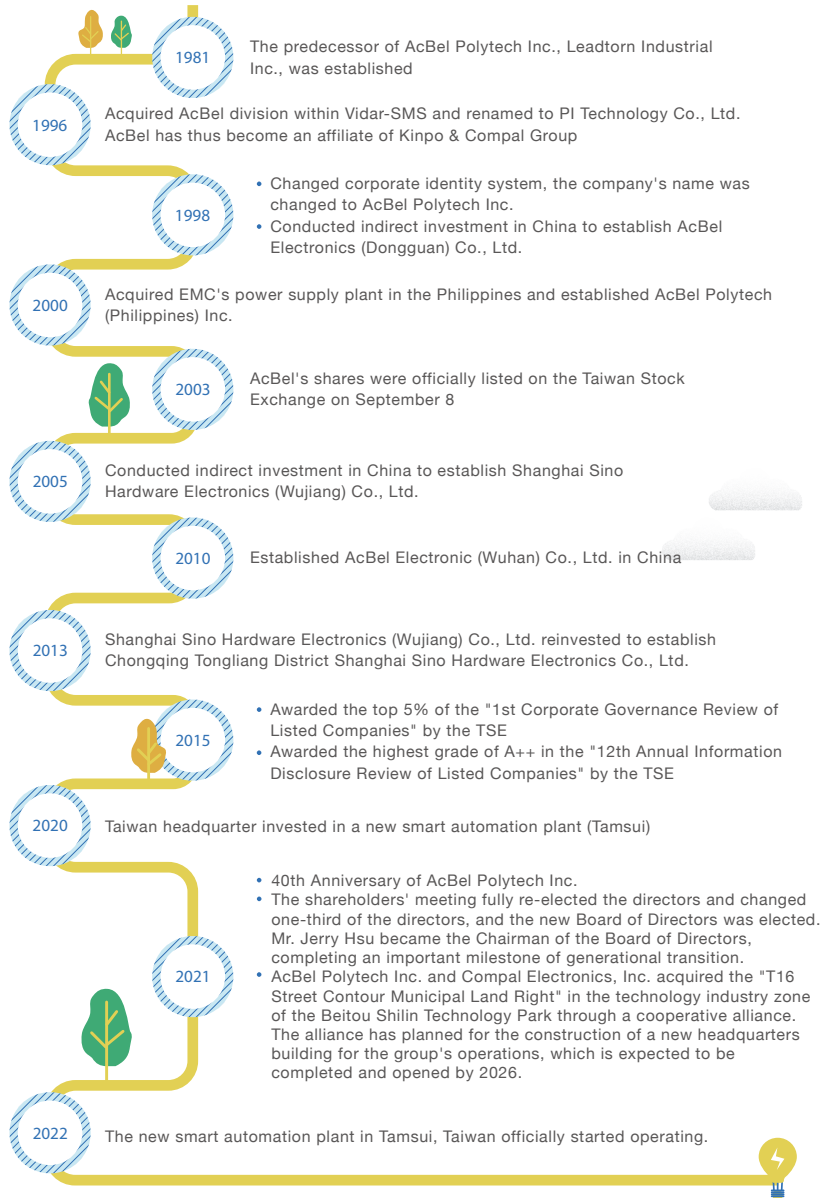 1981
The predecessor of AcBel Polytech Inc., Leadtorn Industrial
Inc., was established
1996
Acquired AcBel division within Vidar-SMS and renamed to PI Technology Co., Ltd.
AcBel has thus become an affiliate of Kinpo & Compal Group
1998
• Changed corporate identity system, the company's name was
changed to AcBel Polytech Inc.
• Conducted indirect investment in China to establish AcBel
Electronics (Dongguan) Co., Ltd.
2000
Acquired EMC's power supply plant in the Philippines and established AcBel Polytech
(Philippines) Inc.
2003
AcBel's shares were officially listed on the Taiwan Stock
Exchange on September 8
2005
Conducted indirect investment in China to establish Shanghai Sino
Hardware Electronics (Wujiang) Co., Ltd.
2010
Established AcBel Electronic (Wuhan) Co., Ltd. in China
2013
Shanghai Sino Hardware Electronics (Wujiang) Co., Ltd. reinvested to establish
Chongqing Tongliang District Shanghai Sino Hardware Electronics Co., Ltd.
2015
• Awarded the top 5% of the "1st Corporate Governance Review of
Listed Companies" by the TSE
• Awarded the highest grade of A++ in the "12th Annual Information
Disclosure Review of Listed Companies" by the TSE
2020
Taiwan headquarter invested in a new smart automation plant (Tamsui)
2021
• 40th Anniversary of AcBel Polytech Inc.
• The shareholders' meeting fully re-elected the directors and changed
one-third of the directors, and the new Board of Directors was elected.
Mr. Jerry Hsu became the Chairman of the Board of Directors,
completing an important milestone of generational transition.
• AcBel Polytech Inc. and Compal Electronics, Inc. acquired the "T16
Street Contour Municipal Land Right" in the technology industry zone
of the Beitou Shilin Technology Park through a cooperative alliance.
The alliance has planned for the construction of a new headquarters
building for the group's operations, which is expected to be
completed and opened by 2026.
2022
The new smart automation plant in Tamsui, Taiwan officially started operating.